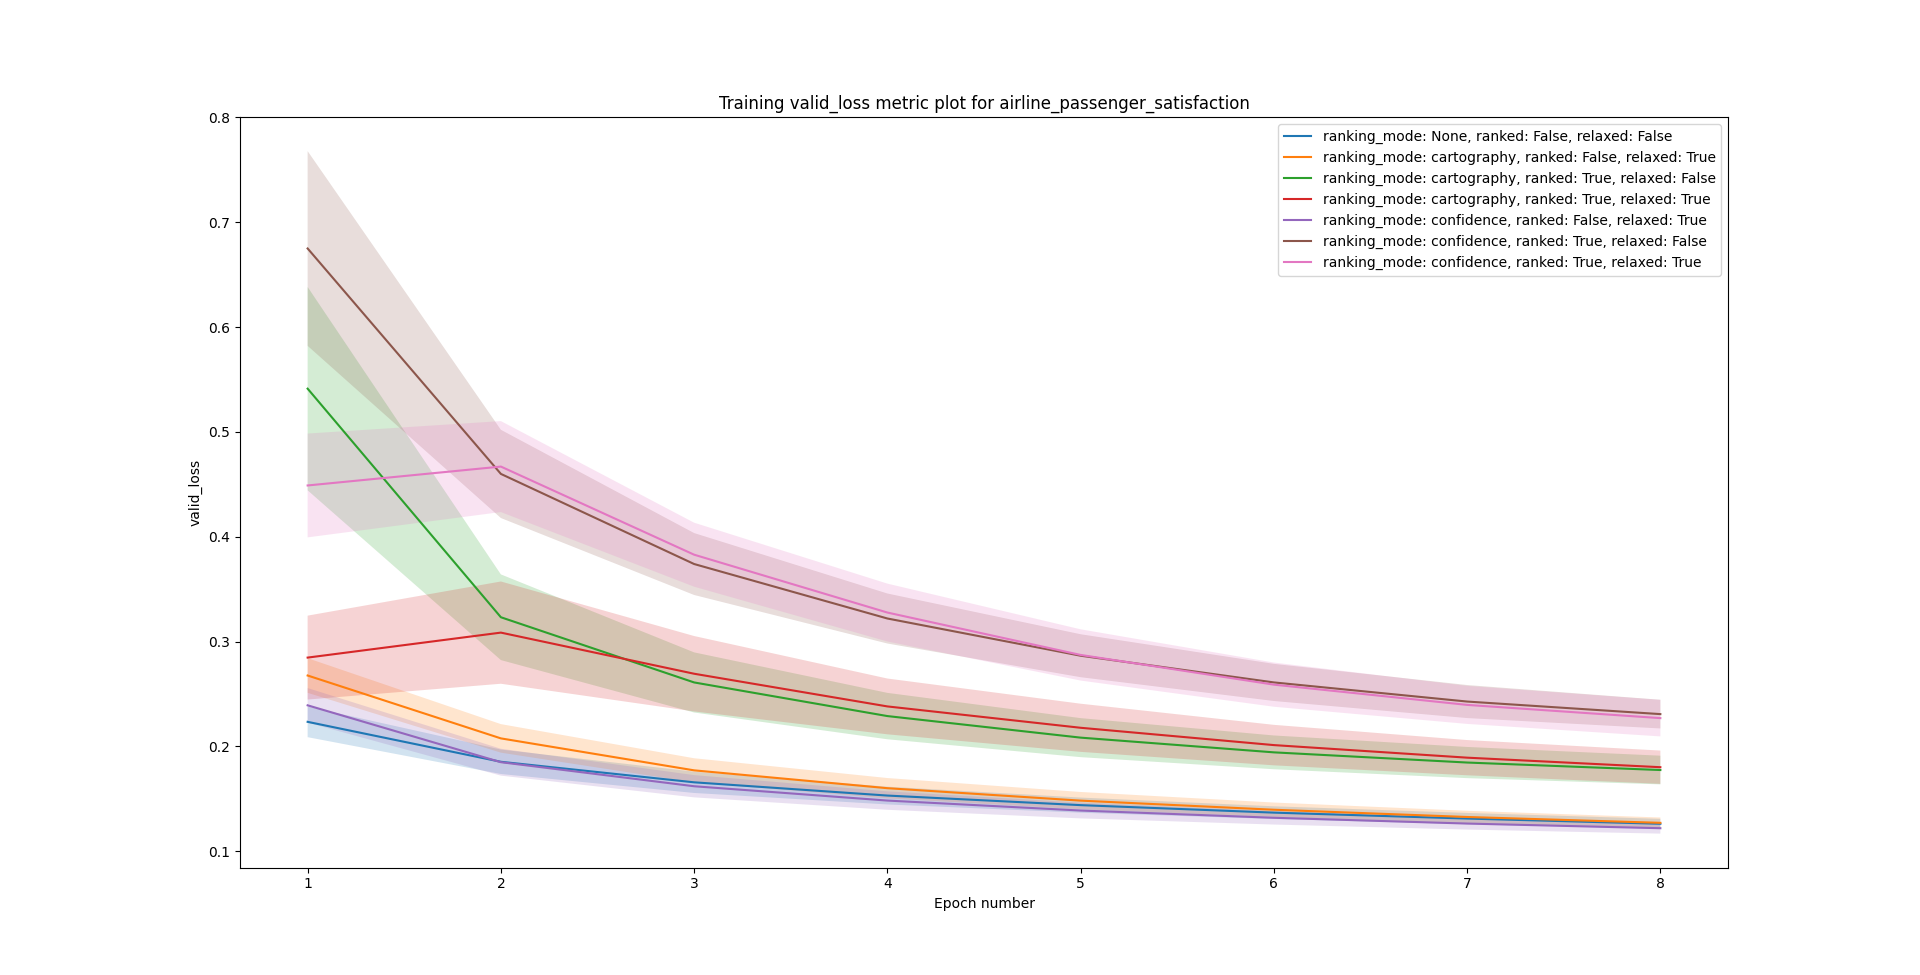 Training valid_loss metric plot for airline_passenger_satisfaction
ranking_mode: None, ranked: False, relaxed: False
ranking_mode: cartography, ranked: False, relaxed: True
ranking_mode: cartography, ranked: True, relaxed: False
ranking_mode: cartography, ranked: True, relaxed: True
ranking_mode: confidence, ranked: False, relaxed: True
ranking_mode: confidence, ranked: True, relaxed: False
ranking_mode: confidence, ranked: True, relaxed: True
valid_loss
0.8
0.7
0.6
0.5
0.4
0.3
0.2
0.1
1 2 3 4 5 6 7 8
Epoch number